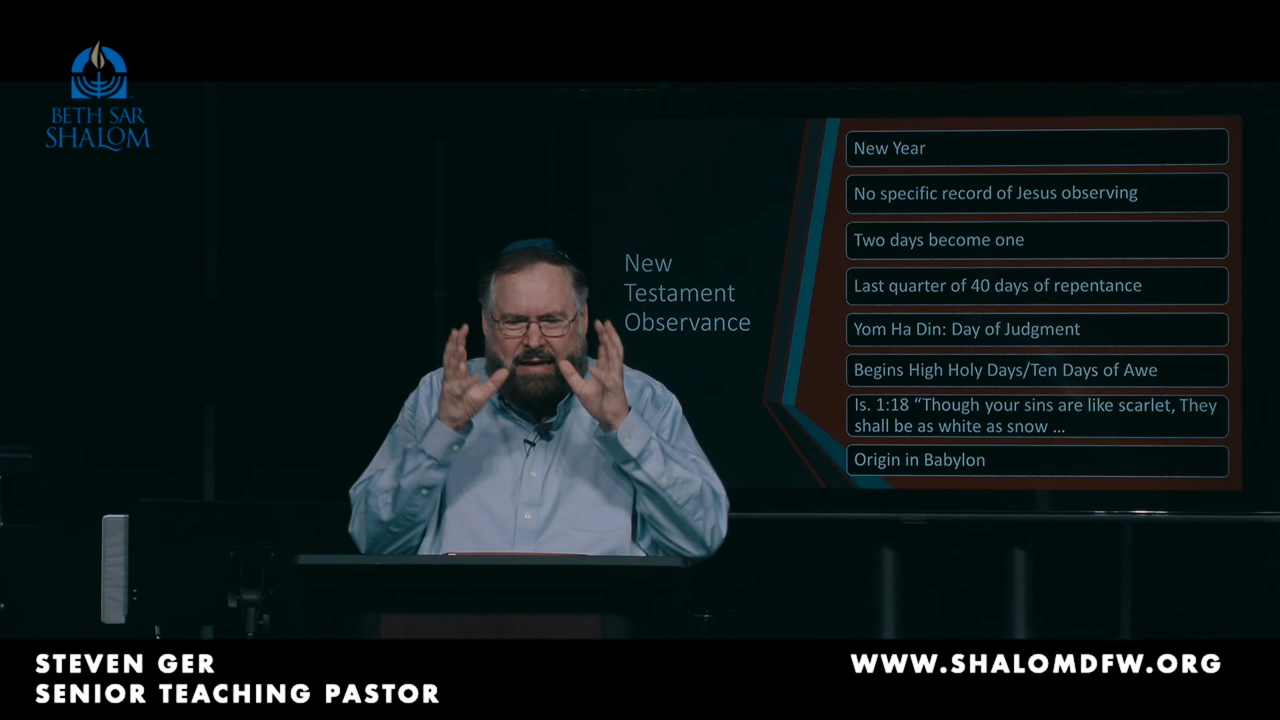 BETH SAR
SHALOM
New
Testament
Observance
New Year
No specific record of Jesus observing
Two days become one
Last quarter of 40 days of repentance
Yom Ha Din: Day of Judgment
Begins High Holy Days/Ten Days of Awe
Is. 1:18 “Though your sins are like scarlet, They
shall be as white as snow …
Origin in Babylon
STEVEN GER
SENIOR TEACHING PASTOR
WWW.SHALOMDFW.ORG